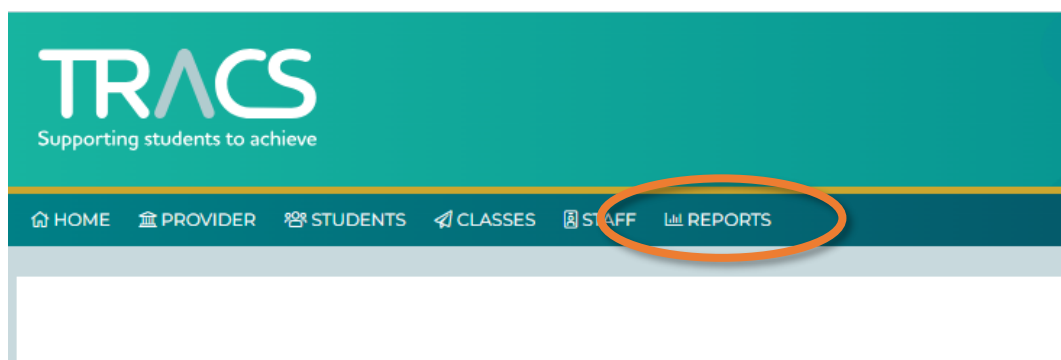 TRACS
Supporting students to achieve
HOME PROVIDER STUDENTS CLASSES STAFF REPORTS